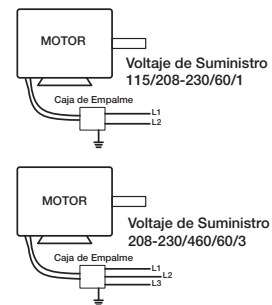 MOTOR
Voltaje de Suministro
115/208-230/60/1
Caja de Empalme
L1
L2
MOTOR
Voltaje de Suministro
208-230/460/60/3
Caja de Empalme
L1
L2
L3